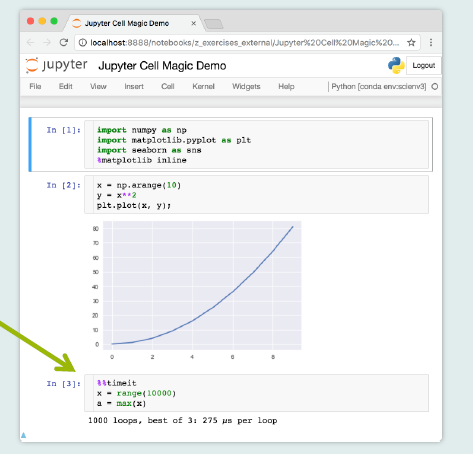 Jupyter Cell Magic Demo ×
localhost:8888/notebooks/z_exercises_external/Jupyter%20Cell%20Magic%20...
jupyter Jupyter Cell Magic Demo Logout
File Edit View Insert Cell Kernel Widgets Help Python [conda env:scienv3]
In [1]: import numpy as np
import matplotlib.pyplot as plt
import seaborn as sns
%matplotlib inline
In [2]: x = np.arange(10)
y = x**2
plt.plot(x, y);
80
70
60
50
40
30
20
10
0
0 2 4 6 8
In [3]: %%timeit
x = range(10000)
a = max(x)
1000 loops, best of 3: 275 µs per loop